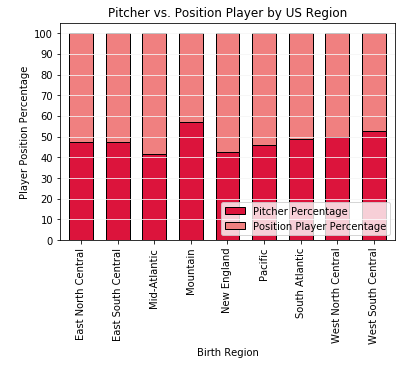 Pitcher vs. Position Player by US Region
Player Position Percentage
100
90
80
70
60
50
40
30
20
10
0
Pitcher Percentage
Position Player Percentage
East North Central
East South Central
Mid-Atlantic
Mountain
New England
Pacific
South Atlantic
West North Central
West South Central
Birth Region